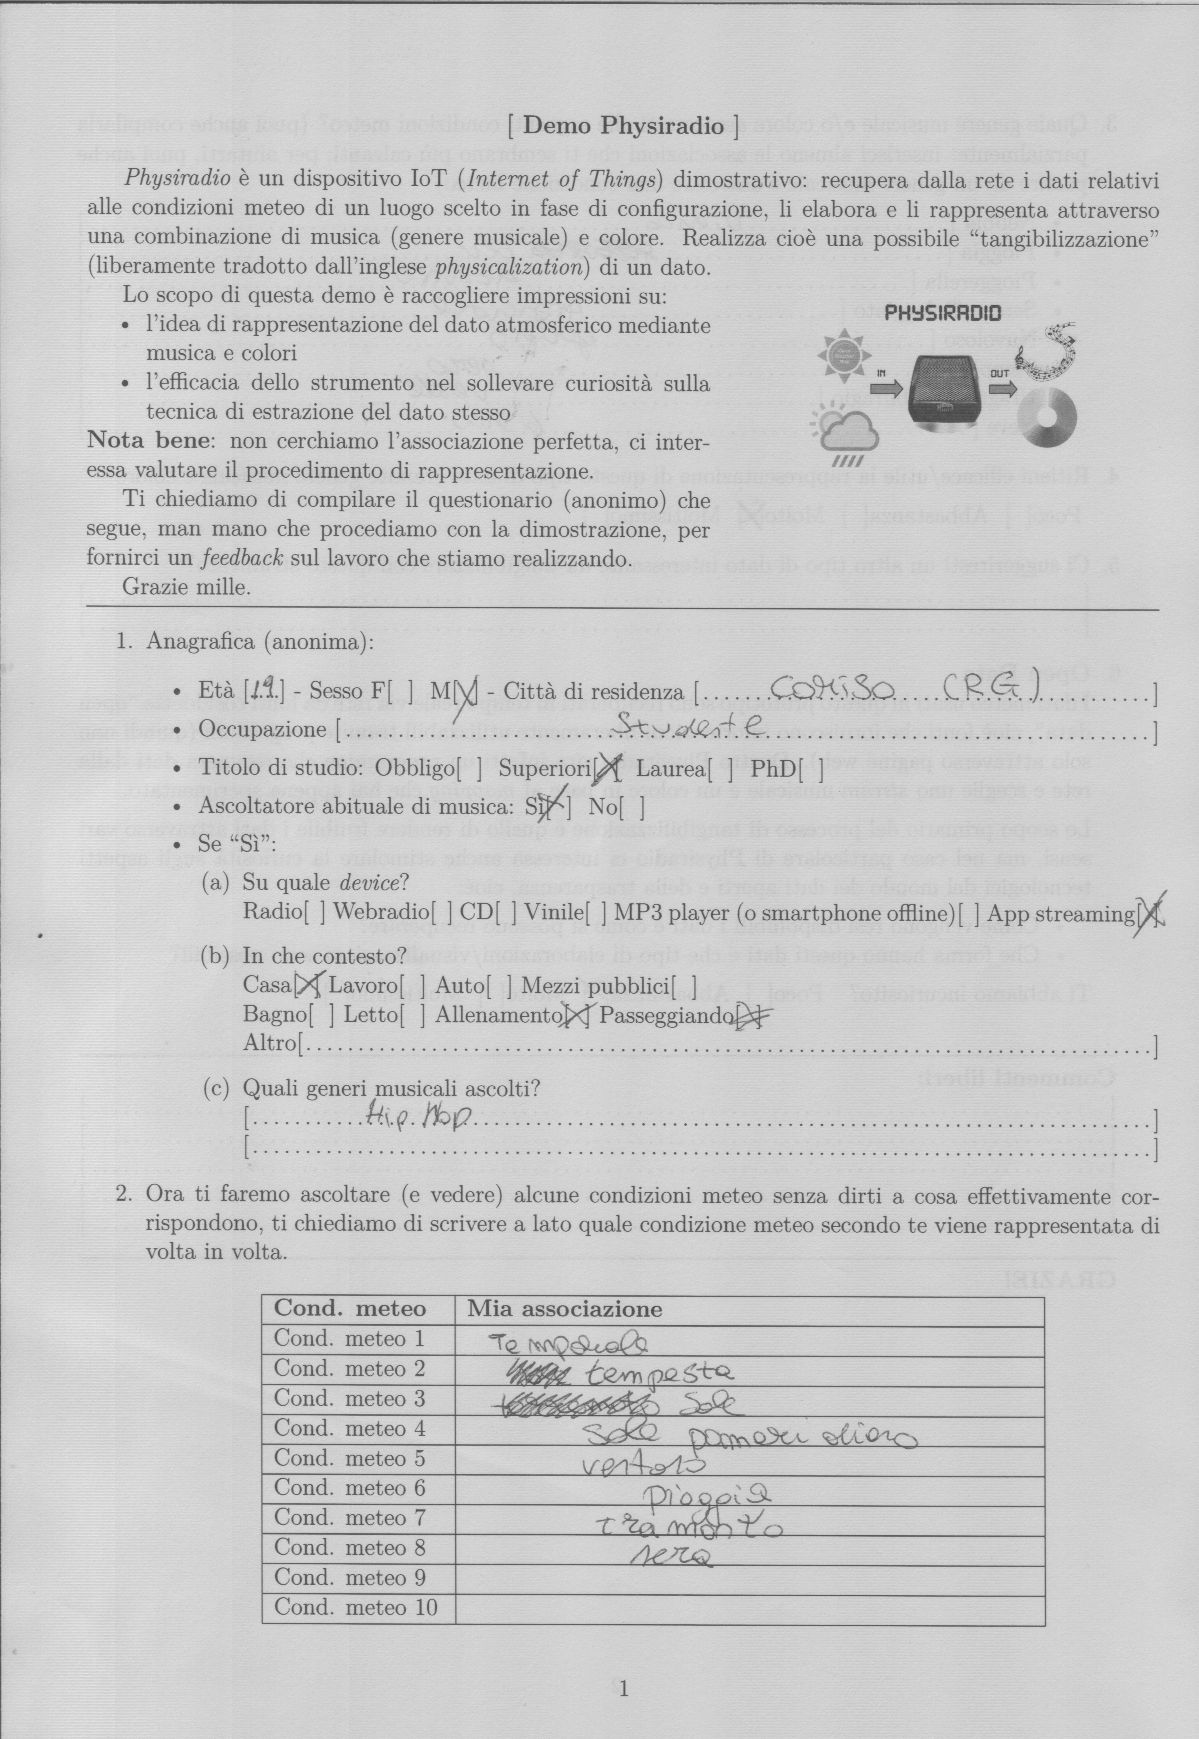 [ Demo Physiradio ]
Physiradio è un dispositivo IoT (Internet of Things) dimostrativo: recupera dalla rete i dati relativi
alle condizioni meteo di un luogo scelto in fase di configurazione, li elabora e li rappresenta attraverso
una combinazione di musica (genere musicale) e colore. Realizza cioè una possibile “tangibilizzazione”
(liberamente tradotto dall'inglese physicalization) di un dato.
Lo scopo di questa demo è raccogliere impressioni su:
• l'idea di rappresentazione del dato atmosferico mediante
musica e colori
• l'efficacia dello strumento nel sollevare curiosità sulla
tecnica di estrazione del dato stesso
Nota bene: non cerchiamo l'associazione perfetta, ci inter-
essa valutare il procedimento di rappresentazione.
Ti chiediamo di compilare il questionario (anonimo) che
segue, man mano che procediamo con la dimostrazione, per
fornirci un feedback sul lavoro che stiamo realizzando.
Grazie mille.
PHYSIRADIO
IN
OUT
1. Anagrafica (anonima):
• Età [19] - Sesso F[ ] M[X] - Città di residenza [COMISO (RG)]
• Occupazione [Studente]
• Titolo di studio: Obbligo[ ] Superiori[X] Laurea[ ] PhD[ ]
• Ascoltatore abituale di musica: Sì[X] No[ ]
• Se “Sì”:
(a) Su quale device?
Radio[ ] Webradio[ ] CD[ ] Vinile[ ] MP3 player (o smartphone offline)[ ] App streaming[X]
(b) In che contesto?
Casa[X] Lavoro[ ] Auto[ ] Mezzi pubblici[ ]
Bagno[ ] Letto[ ] Allenamento[X] Passeggiando[X]
Altro[..........]
(c) Quali generi musicali ascolti?
[Hip Hop]
[..........]
2. Ora ti faremo ascoltare (e vedere) alcune condizioni meteo senza dirti a cosa effettivamente cor-
rispondono, ti chiediamo di scrivere a lato quale condizione meteo secondo te viene rappresentata di
volta in volta.
Cond. meteo Mia associazione
Cond. meteo 1 Temporale
Cond. meteo 2 tempesta
Cond. meteo 3 Sole
Cond. meteo 4 Sole pomeridiano
Cond. meteo 5 ventoso
Cond. meteo 6 pioggia
Cond. meteo 7 tramonto
Cond. meteo 8 sera
Cond. meteo 9
Cond. meteo 10
1